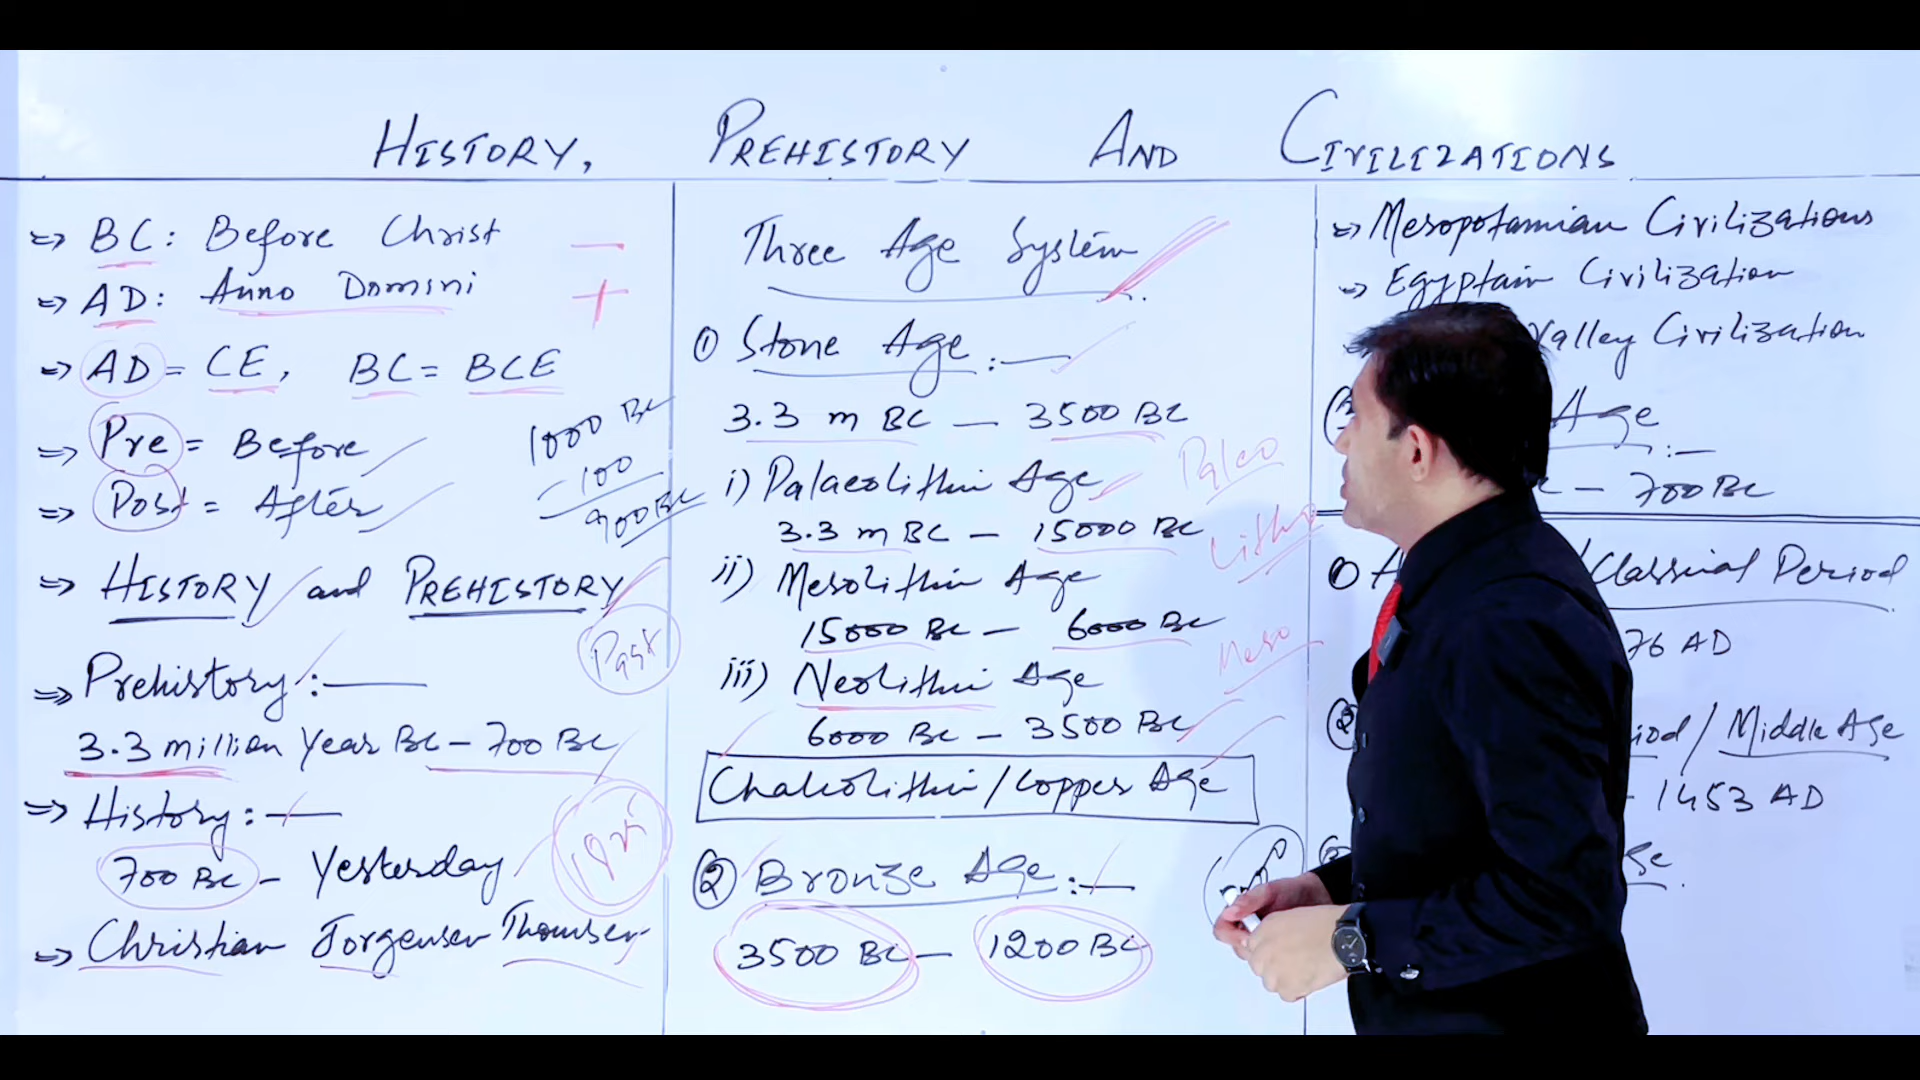 HISTORY, PREHISTORY AND CIVILIZATIONS
⇒ BC: Before Christ —
⇒ AD: Anno Domini +
⇒ AD = CE, BC = BCE
⇒ Pre = Before
⇒ Post = After
1000 BC
- 100
900 BC
⇒ HISTORY and PREHISTORY
Past
⇒ Prehistory :—
3.3 million Year BC – 700 BC
⇒ History :—
700 BC – Yesterday
⇒ Christian Jorgensen Thomsen
Three Age System
① Stone Age :—
3.3 m BC – 3500 BC
i) Palaeolithic Age
Paleo
3.3 m BC – 15000 BC
Litho
ii) Mesolithic Age
15000 BC – 6000 BC
Meso
iii) Neolithic Age
6000 BC – 3500 BC
Chalcolithic / Copper Age
② Bronze Age :—
3500 BC – 1200 BC
⇒ Mesopotamian Civilizations
⇒ Egyptain Civilization
Valley Civilization
Age :—
– 700 BC
① A / Classical Period
76 AD
② iod / Middle Age
- 1453 AD
ge.